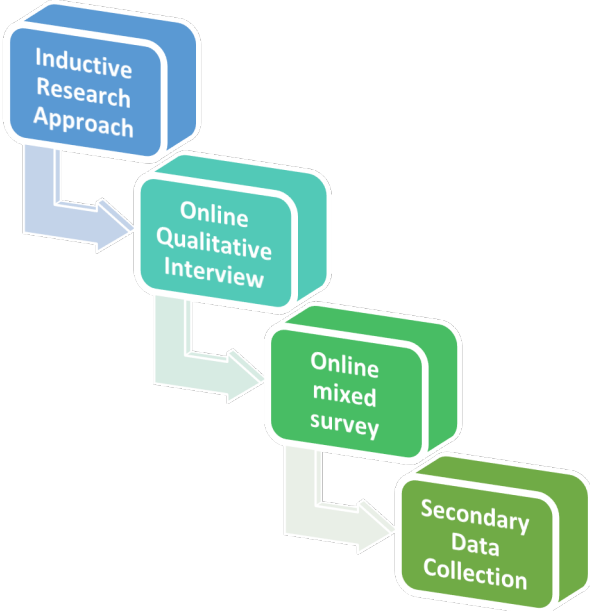 Inductive
Research
Approach
Online
Qualitative
Interview
Online
mixed
survey
Secondary
Data
Collection